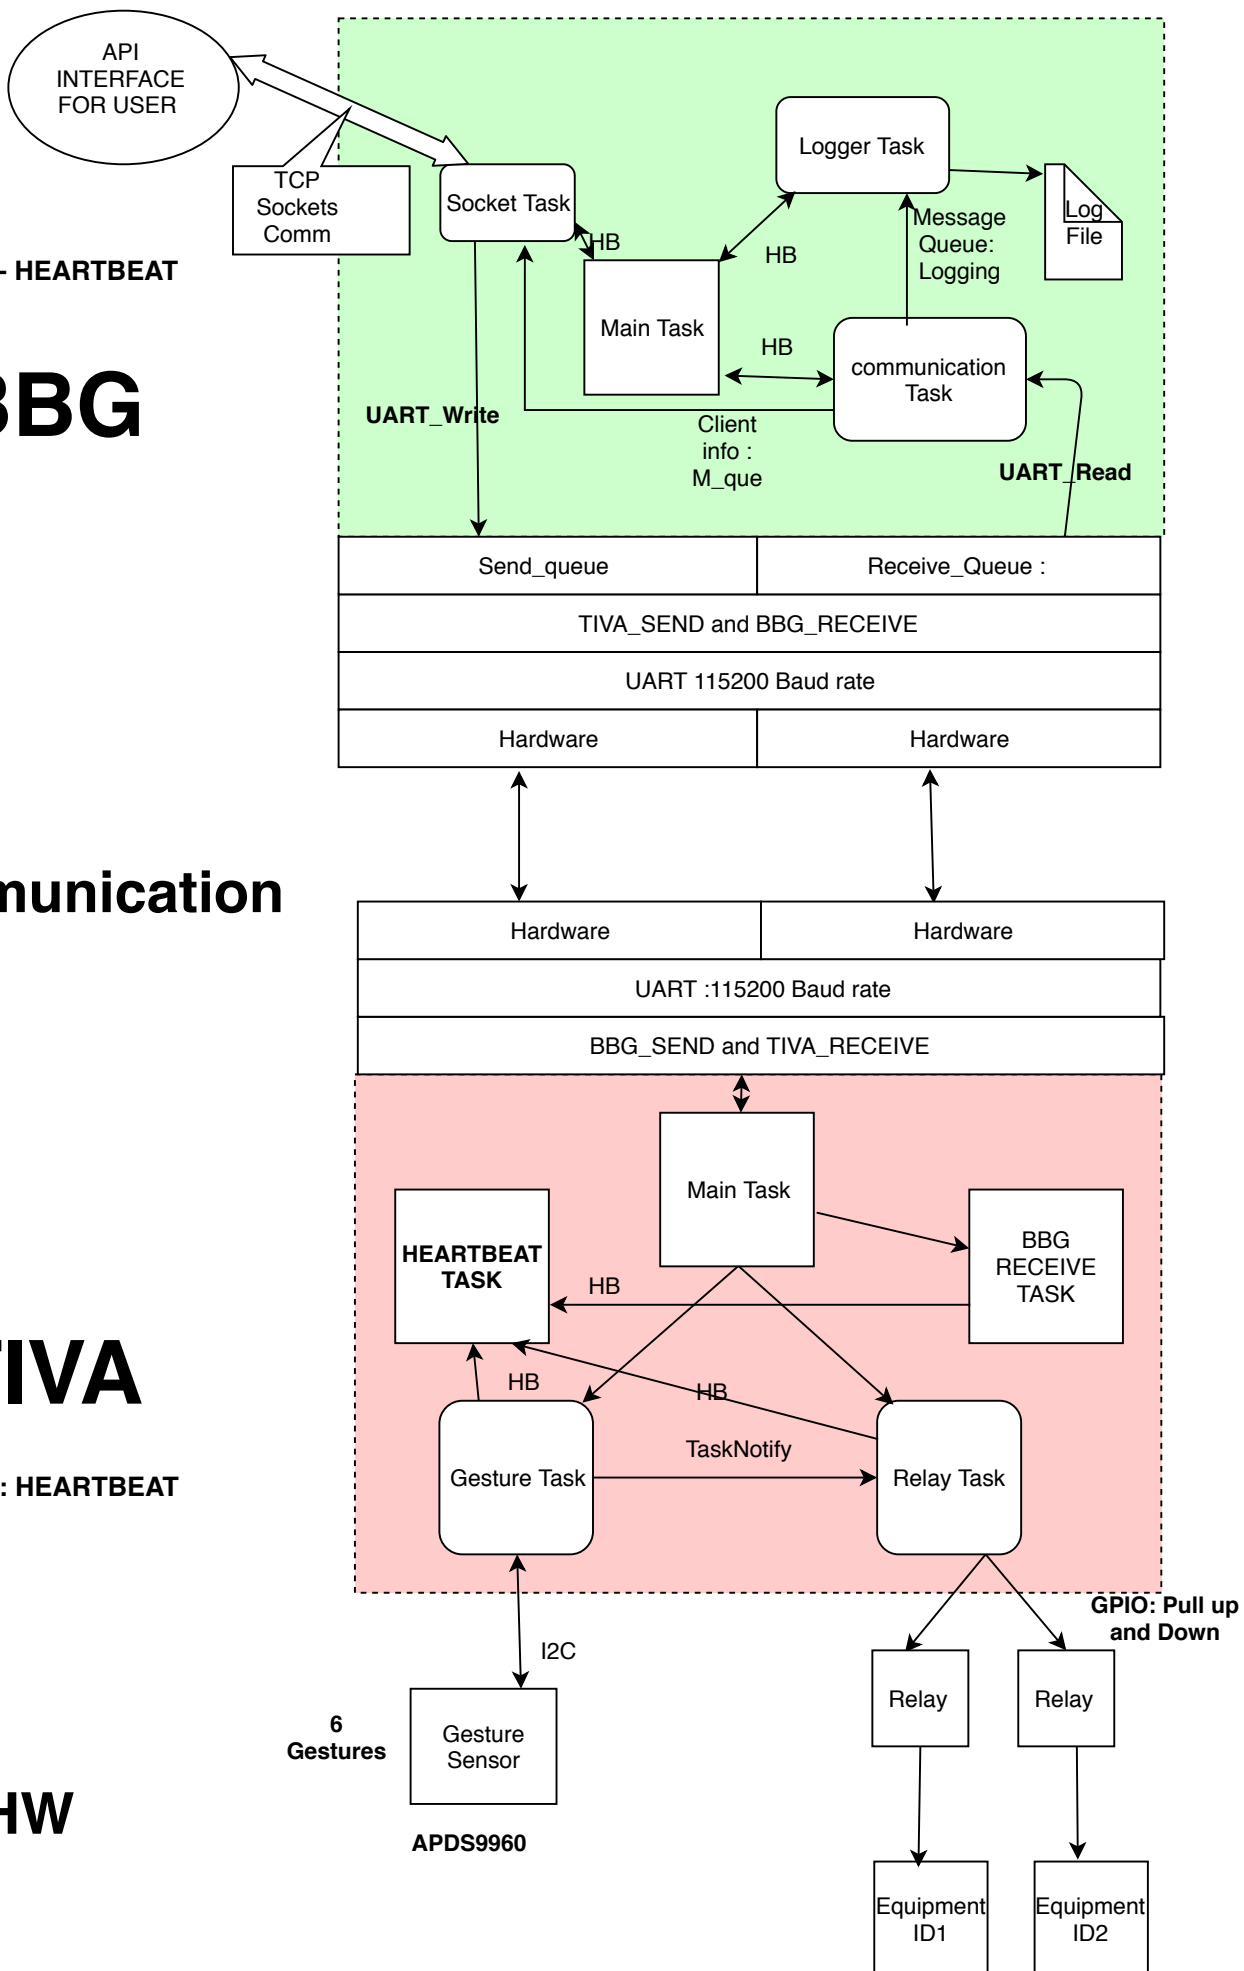 API
INTERFACE
FOR USER
TCP
Sockets
Comm
Socket Task
Logger Task
Log
File
HB
HB
Message
Queue:
Logging
- HEARTBEAT
Main Task
HB
communication
Task
BBG
UART_Write
Client
info :
M_que
UART_Read
Send_queue
Receive_Queue :
TIVA_SEND and BBG_RECEIVE
UART 115200 Baud rate
Hardware
Hardware
munication
Hardware
Hardware
UART :115200 Baud rate
BBG_SEND and TIVA_RECEIVE
Main Task
HEARTBEAT
TASK
BBG
RECEIVE
TASK
HB
TIVA
HB
HB
TaskNotify
Gesture Task
Relay Task
: HEARTBEAT
GPIO: Pull up
and Down
I2C
6
Gestures
Gesture
Sensor
Relay
Relay
HW
APDS9960
Equipment
ID1
Equipment
ID2